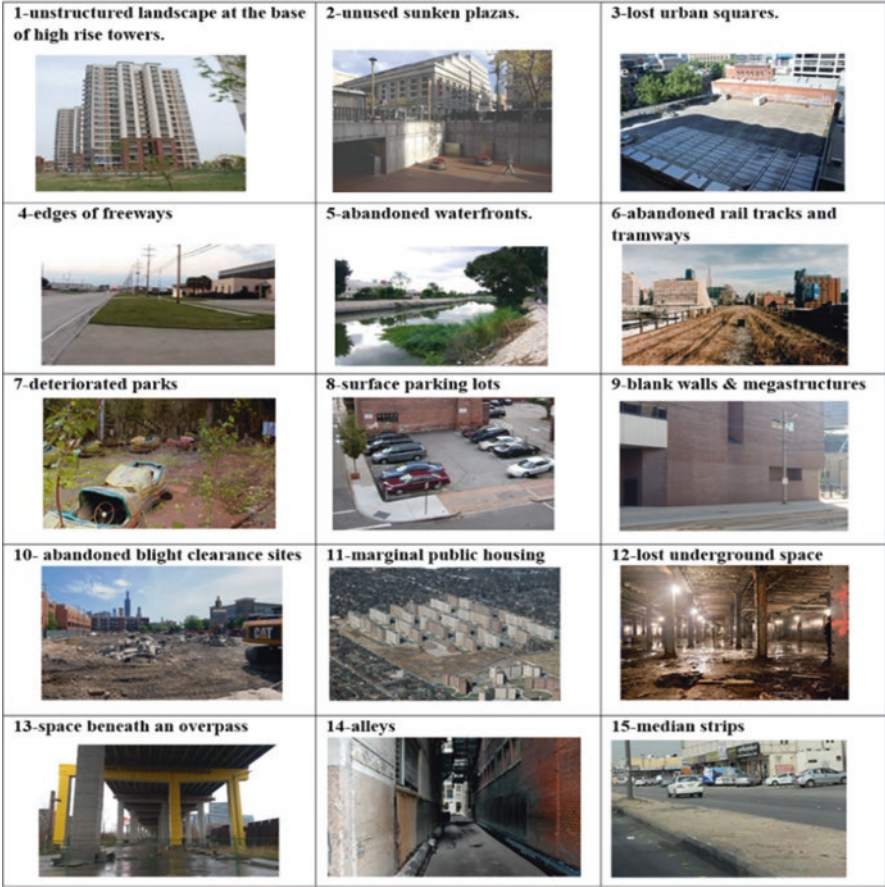 1-unstructured landscape at the base
of high rise towers.
2-unused sunken plazas.
3-lost urban squares.
4-edges of freeways
5-abandoned waterfronts.
6-abandoned rail tracks and
tramways
7-deteriorated parks
8-surface parking lots
9-blank walls & megastructures
10- abandoned blight clearance sites
CAT
11-marginal public housing
12-lost underground space
13-space beneath an overpass
14-alleys
15-median strips